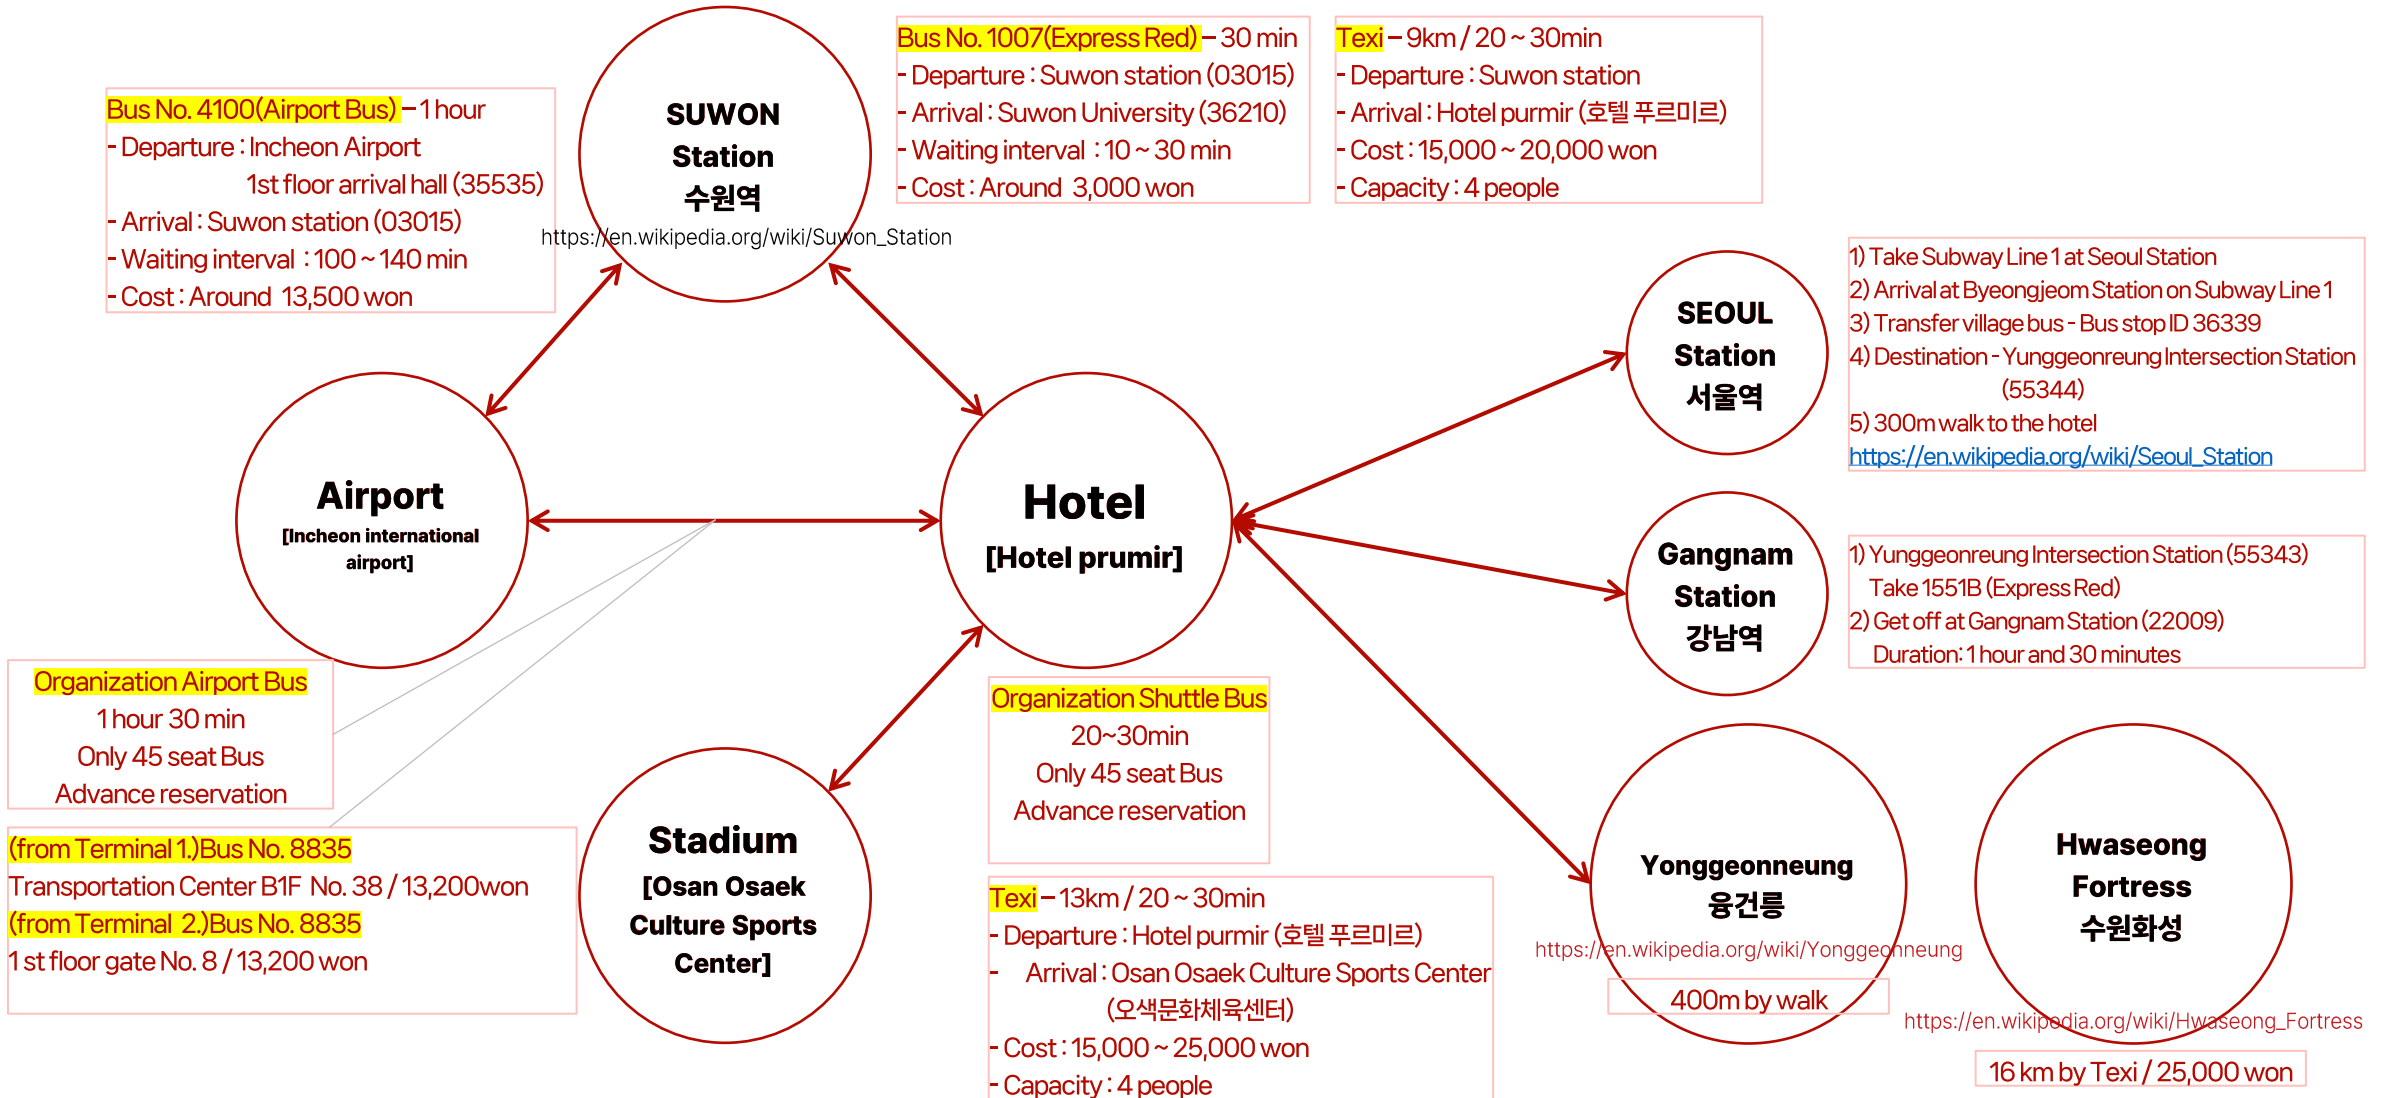 Bus No. 4100(Airport Bus) – 1 hour
- Departure : Incheon Airport
1st floor arrival hall (35535)
- Arrival : Suwon station (03015)
- Waiting interval : 100 ~ 140 min
- Cost : Around 13,500 won
SUWON
Station
수원역
https://en.wikipedia.org/wiki/Suwon_Station
Bus No. 1007(Express Red) – 30 min
- Departure : Suwon station (03015)
- Arrival : Suwon University (36210)
- Waiting interval : 10 ~ 30 min
- Cost : Around 3,000 won
Texi – 9km / 20 ~ 30min
- Departure : Suwon station
- Arrival : Hotel purmir (호텔 푸르미르)
- Cost : 15,000 ~ 20,000 won
- Capacity : 4 people
SEOUL
Station
서울역
1) Take Subway Line 1 at Seoul Station
2) Arrival at Byeongjeom Station on Subway Line 1
3) Transfer village bus - Bus stop ID 36339
4) Destination - Yunggeonreung Intersection Station
(55344)
5) 300m walk to the hotel
https://en.wikipedia.org/wiki/Seoul_Station
Airport
[Incheon international
airport]
Hotel
[Hotel prumir]
Gangnam
Station
강남역
1) Yunggeonreung Intersection Station (55343)
Take 1551B (Express Red)
2) Get off at Gangnam Station (22009)
Duration: 1 hour and 30 minutes
Organization Airport Bus
1 hour 30 min
Only 45 seat Bus
Advance reservation
(from Terminal 1.)Bus No. 8835
Transportation Center B1F No. 38 / 13,200won
(from Terminal 2.)Bus No. 8835
1 st floor gate No. 8 / 13,200 won
Stadium
[Osan Osaek
Culture Sports
Center]
Organization Shuttle Bus
20~30min
Only 45 seat Bus
Advance reservation
Texi – 13km / 20 ~ 30min
- Departure : Hotel purmir (호텔 푸르미르)
- Arrival : Osan Osaek Culture Sports Center
(오색문화체육센터)
- Cost : 15,000 ~ 25,000 won
- Capacity : 4 people
Yonggeonneung
융건릉
https://en.wikipedia.org/wiki/Yonggeonneung
400m by walk
Hwaseong
Fortress
수원화성
https://en.wikipedia.org/wiki/Hwaseong_Fortress
16 km by Texi / 25,000 won